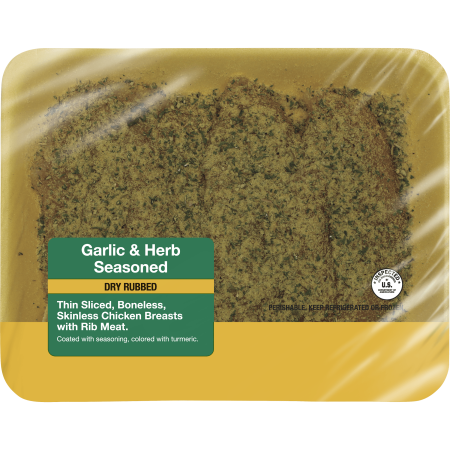 Garlic & Herb
Seasoned
DRY RUBBED
Thin Sliced, Boneless,
Skinless Chicken Breasts
with Rib Meat.
Coated with seasoning, colored with turmeric.
INSPECTED
U.S.
PERISHABLE. KEEP REFRIGERATED OR FROZEN.